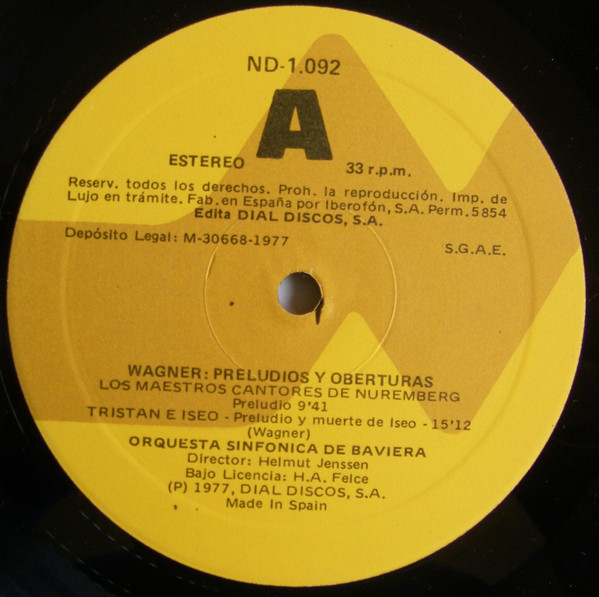 ND-1.092
A
ESTEREO
33 r.p.m.
Reserv. todos los derechos. Proh. la reproducción. Imp. de
Lujo en trámite. Fab. en España por Iberofón, S.A. Perm. 5854
Edita DIAL DISCOS, S.A.
Depósito Legal: M-30668-1977
S.G.A.E.
WAGNER: PRELUDIOS Y OBERTURAS
LOS MAESTROS CANTORES DE NUREMBERG
Preludio 9'41
TRISTAN E ISEO - Preludio y muerte de Iseo - 15'12
(Wagner)
ORQUESTA SINFONICA DE BAVIERA
Director: Helmut Jenssen
Bajo Licencia: H.A. Felce
(P) 1977, DIAL DISCOS, S.A.
Made In Spain